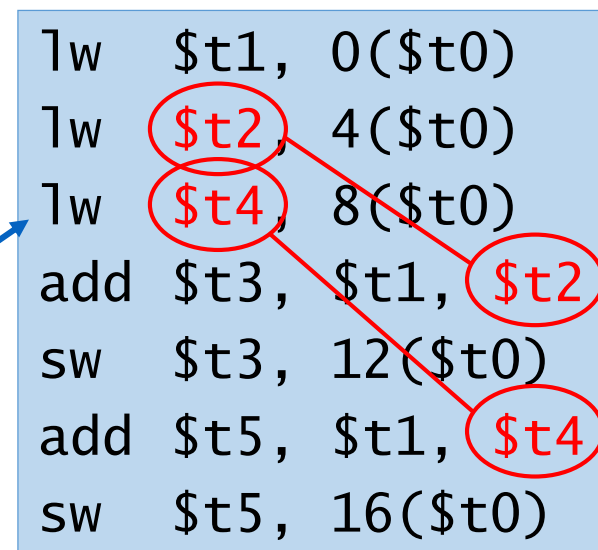 lw $t1, 0($t0)
lw $t2, 4($t0)
lw $t4, 8($t0)
add $t3, $t1, $t2
sw $t3, 12($t0)
add $t5, $t1, $t4
sw $t5, 16($t0)